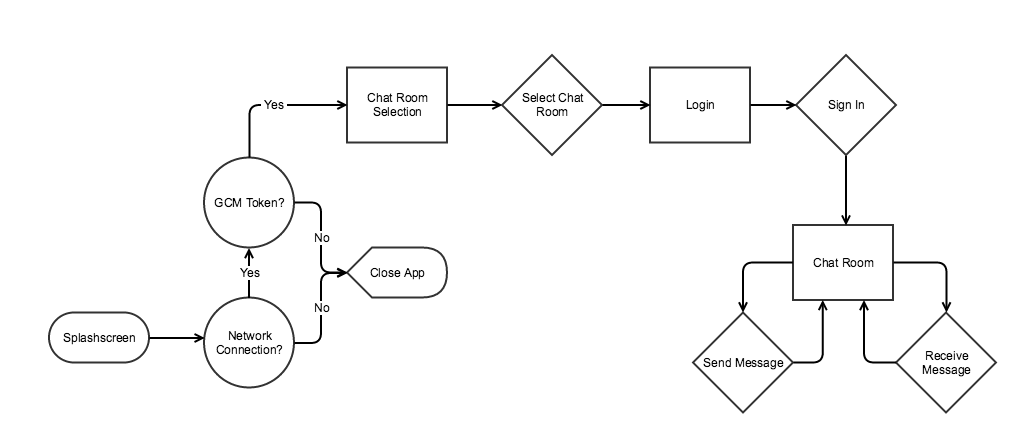 Yes
Chat Room
Selection
Select Chat
Room
Login
Sign In
GCM Token?
No
Close App
Yes
No
Splashscreen
Network
Connection?
Chat Room
Send Message
Receive
Message